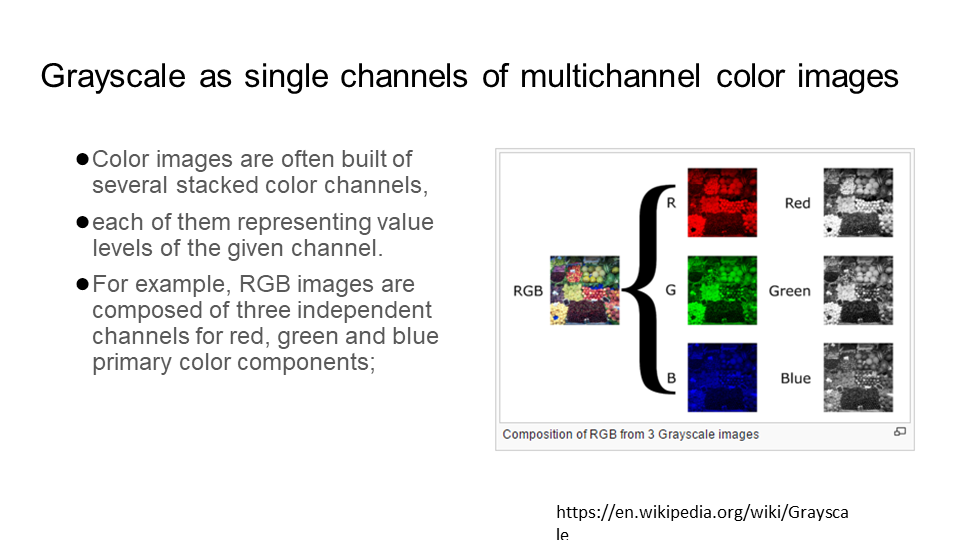 Grayscale as single channels of multichannel color images
●Color images are often built of
several stacked color channels,
●each of them representing value
levels of the given channel.
●For example, RGB images are
composed of three independent
channels for red, green and blue
primary color components;
R
Red
RGB
G
Green
B
Blue
Composition of RGB from 3 Grayscale images
https://en.wikipedia.org/wiki/Graysca
le